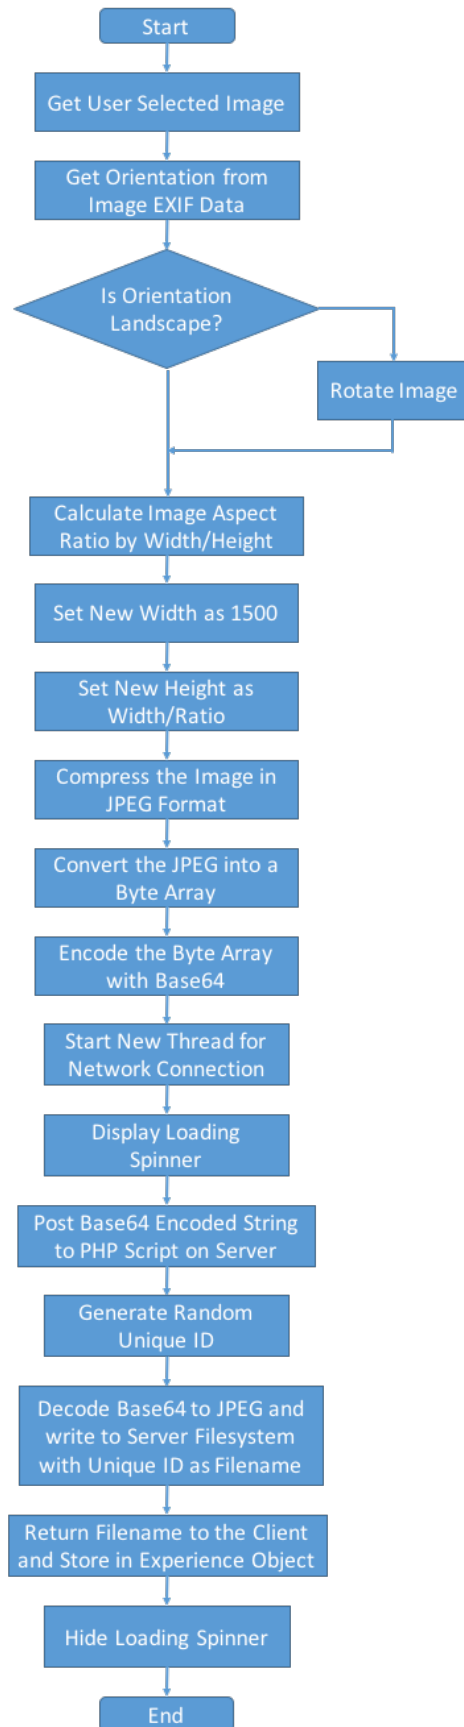 Start
Get User Selected Image
Get Orientation from
Image EXIF Data
Is Orientation
Landscape?
Rotate Image
Calculate Image Aspect
Ratio by Width/Height
Set New Width as 1500
Set New Height as
Width/Ratio
Compress the Image in
JPEG Format
Convert the JPEG into a
Byte Array
Encode the Byte Array
with Base64
Start New Thread for
Network Connection
Display Loading
Spinner
Post Base64 Encoded String
to PHP Script on Server
Generate Random
Unique ID
Decode Base64 to JPEG and
write to Server Filesystem
with Unique ID as Filename
Return Filename to the Client
and Store in Experience Object
Hide Loading Spinner
End